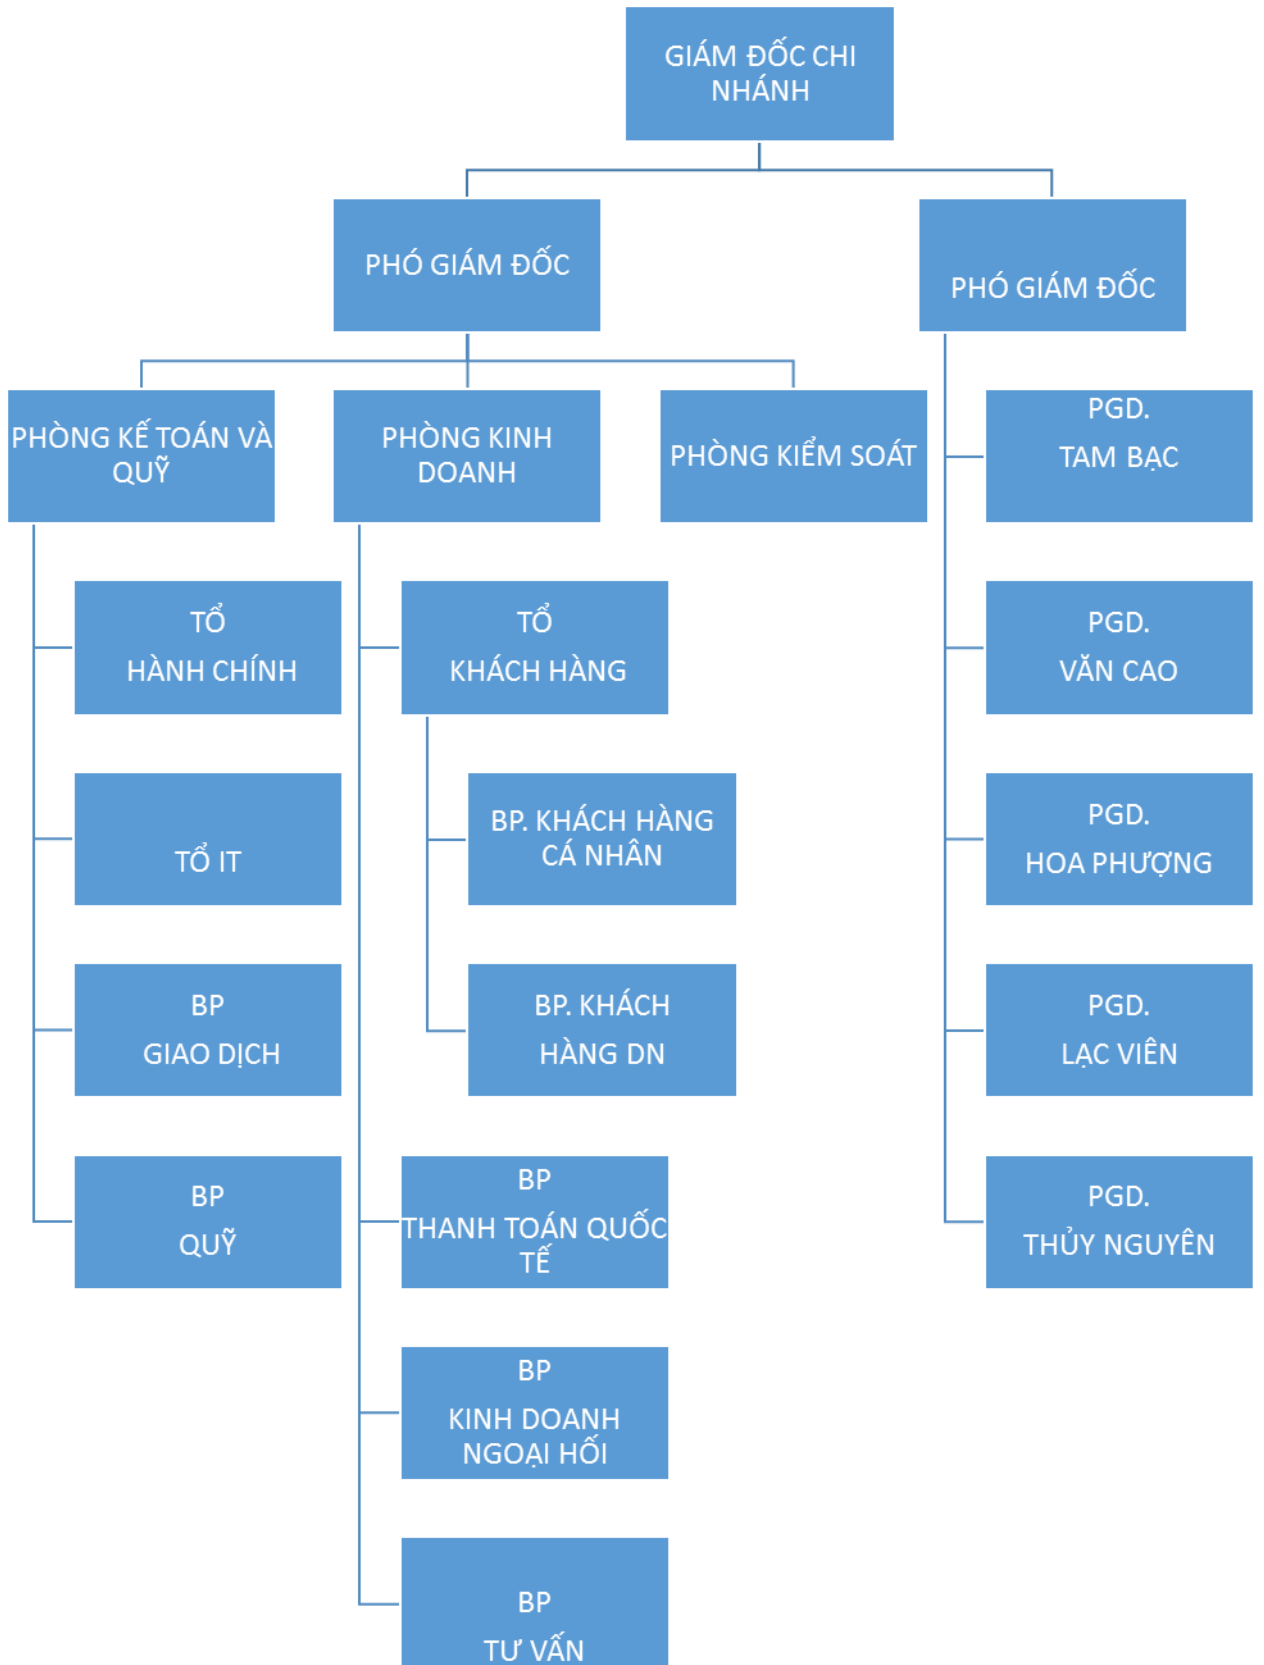 GIÁM ĐỐC CHI
NHÁNH
PHÓ GIÁM ĐỐC
PHÓ GIÁM ĐỐC
PHÒNG KẾ TOÁN VÀ
QUỸ
PHÒNG KINH
DOANH
PHÒNG KIỂM SOÁT
PGD.
TAM BẠC
TỔ
HÀNH CHÍNH
TỔ
KHÁCH HÀNG
PGD.
VĂN CAO
TỔ IT
BP. KHÁCH HÀNG
CÁ NHÂN
PGD.
HOA PHƯỢNG
BP
GIAO DỊCH
BP. KHÁCH
HÀNG DN
PGD.
LẠC VIÊN
BP
QUỸ
BP
THANH TOÁN QUỐC
TẾ
PGD.
THỦY NGUYÊN
BP
KINH DOANH
NGOẠI HỐI
BP
TƯ VẤN